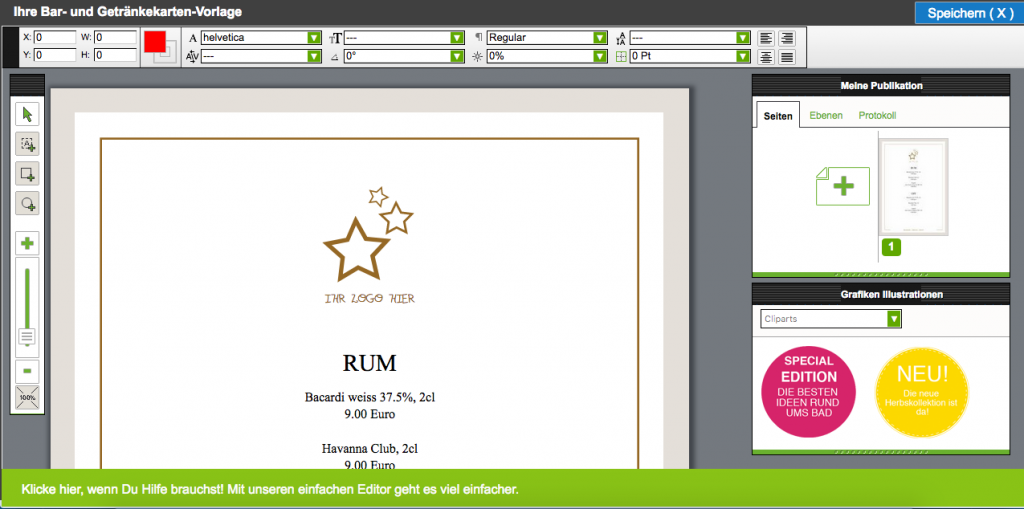 Ihre Bar- und Getränkekarten-Vorlage
Speichern ( X )
X: 0 W: 0
Y: 0 H: 0
helvetica
---
Regular
---
---
0°
0%
0 Pt
100%
IHR LOGO HIER
RUM
Bacardi weiss 37.5%, 2cl
9.00 Euro
Havanna Club, 2cl
9.00 Euro
Meine Publikation
Seiten Ebenen Protokoll
1
Grafiken Illustrationen
Cliparts
SPECIAL
EDITION
DIE BESTEN
IDEEN RUND
UMS BAD
NEU!
Die neue
Herbskollektion ist
da!
Klicke hier, wenn Du Hilfe brauchst! Mit unseren einfachen Editor geht es viel einfacher.